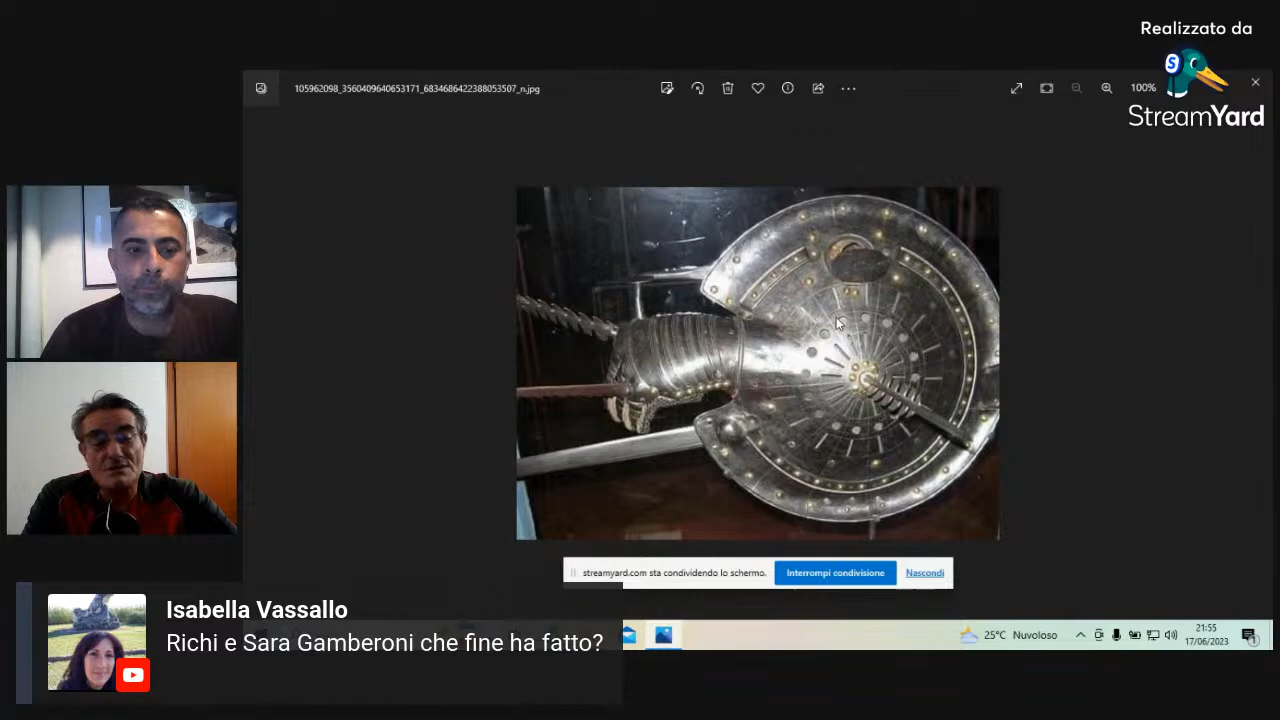 Realizzato da
StreamYard
105962098_3560409640653171_6834686422388053507_n.jpg
100%
streamyard.com sta condividendo lo schermo.
Interrompi condivisione
Nascondi
Isabella Vassallo
Richi e Sara Gamberoni che fine ha fatto?
25°C Nuvoloso
21:55
17/06/2023